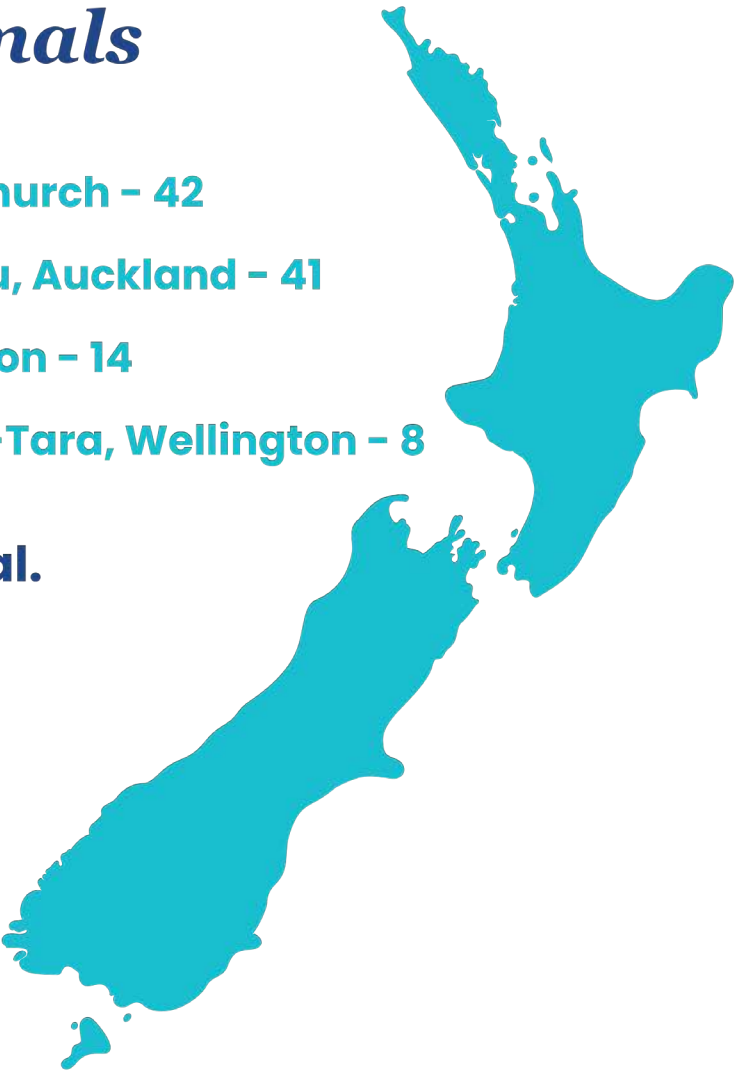 nals
hurch – 42
u, Auckland – 41
on – 14
-Tara, Wellington – 8
al.